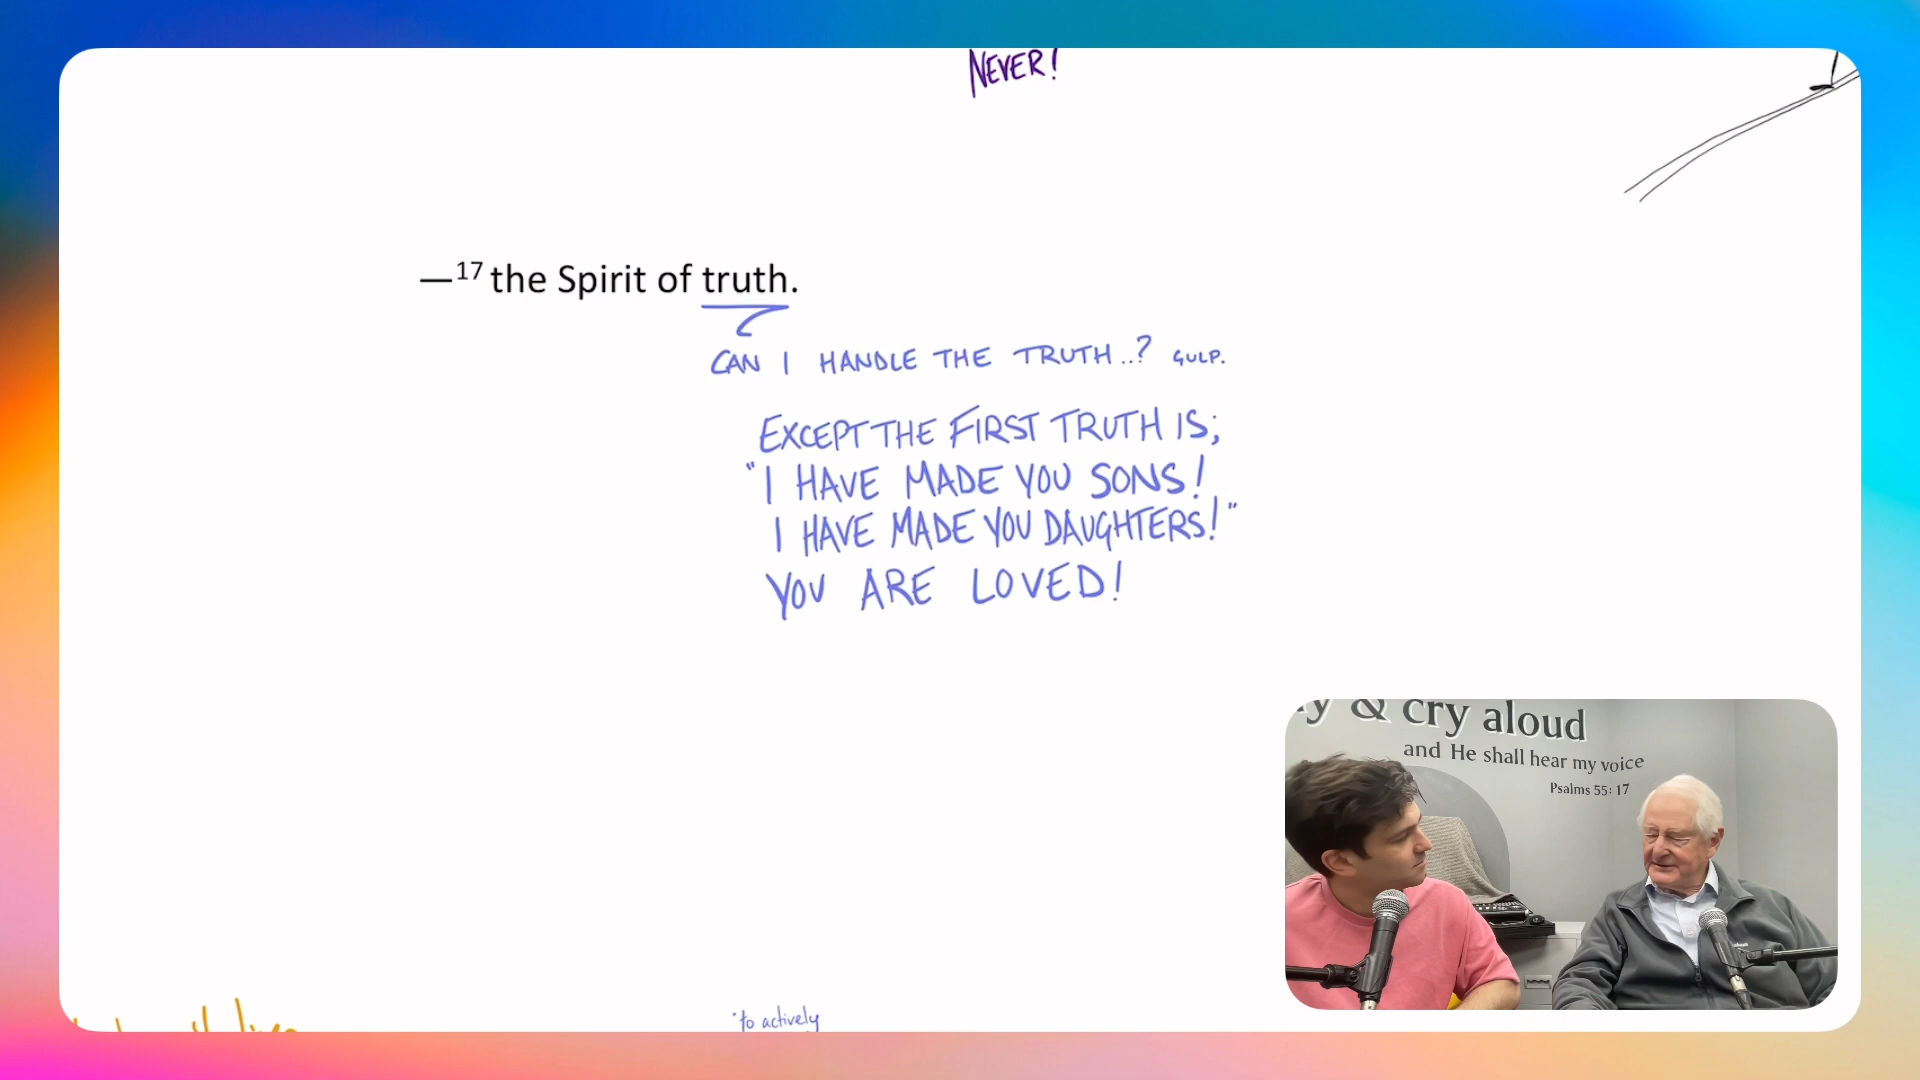 NEVER!
—17 the Spirit of truth.
CAN I HANDLE THE TRUTH..? GULP.
EXCEPT THE FIRST TRUTH IS;
"I HAVE MADE YOU SONS!
I HAVE MADE YOU DAUGHTERS!"
YOU ARE LOVED!
"to actively
& cry aloud
and He shall hear my voice
Psalms 55:17